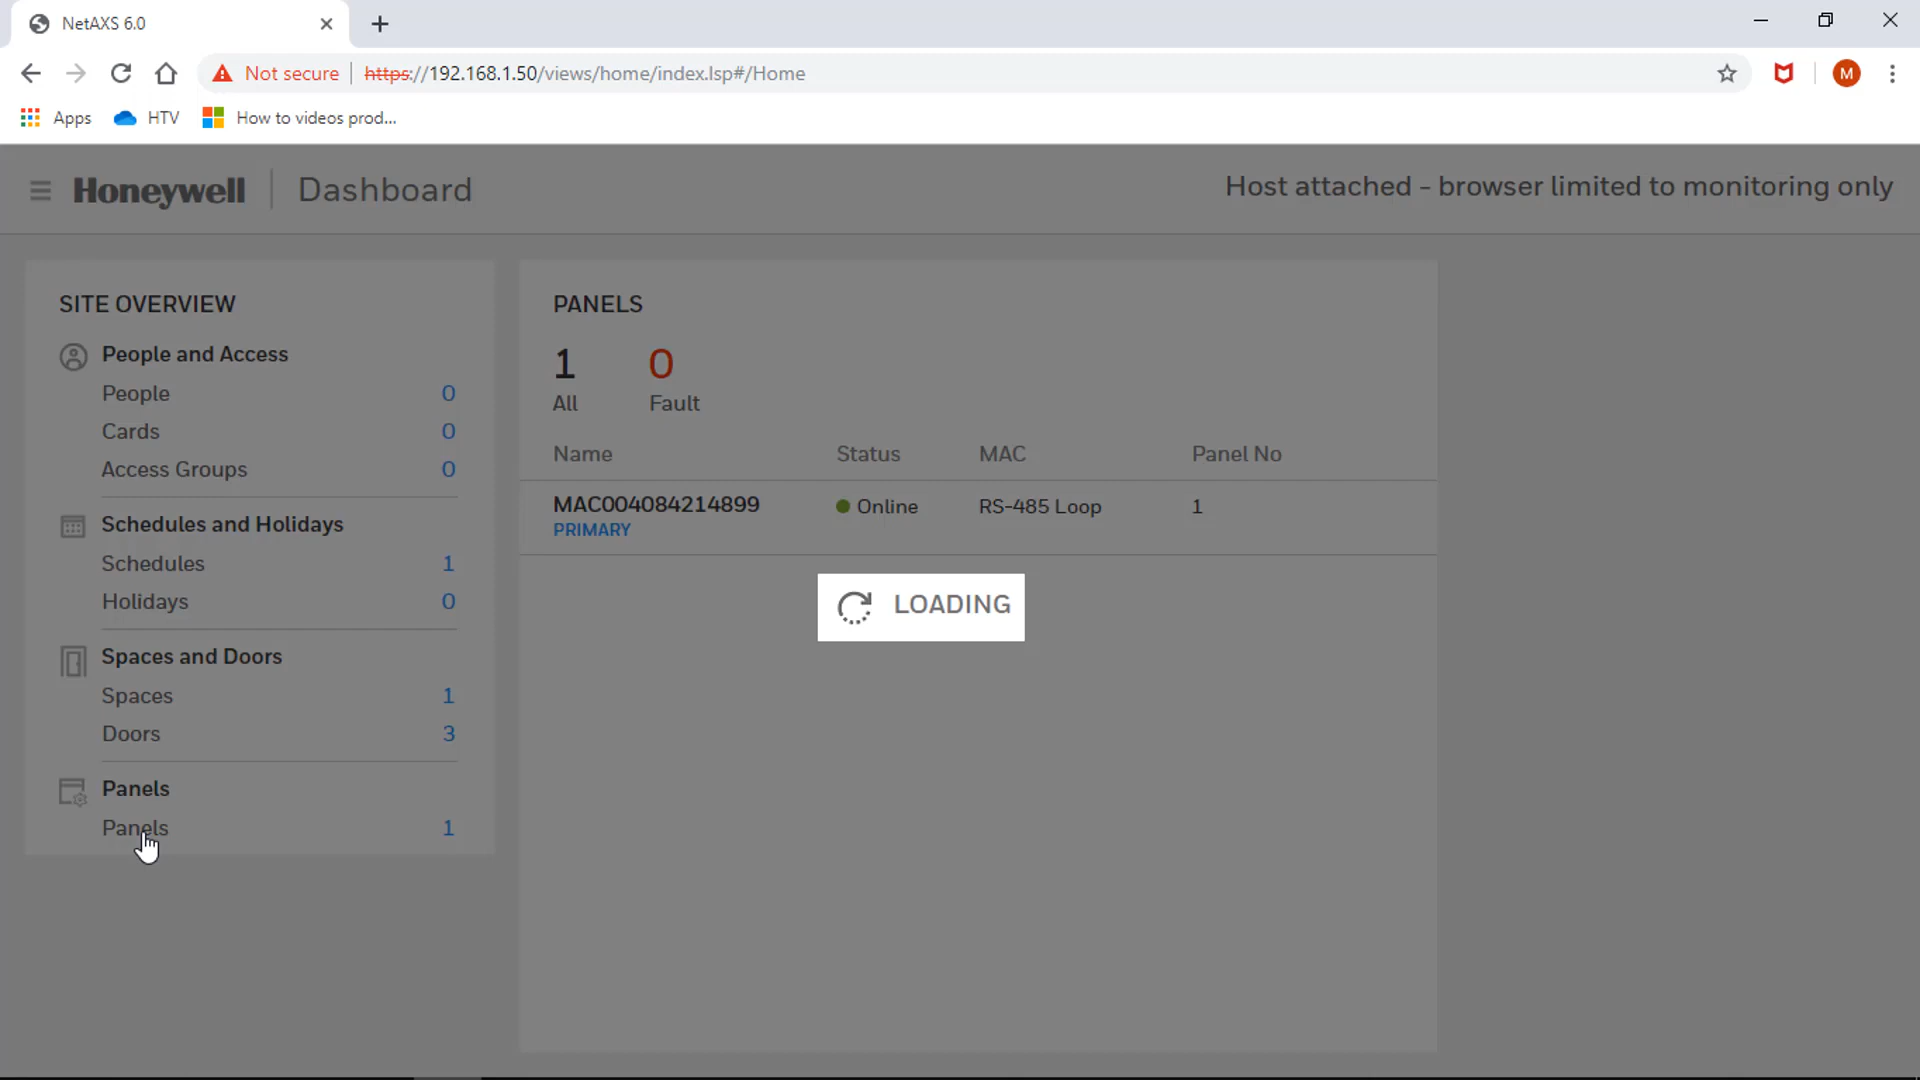 NetAXS 6.0
Not secure | https://192.168.1.50/views/home/index.lsp#/Home
M
Apps HTV How to videos prod...
Honeywell | Dashboard Host attached - browser limited to monitoring only
SITE OVERVIEW
People and Access
People 0
Cards 0
Access Groups 0
Schedules and Holidays
Schedules 1
Holidays 0
Spaces and Doors
Spaces 1
Doors 3
Panels
Panels 1
PANELS
1 0
All Fault
Name Status MAC Panel No
MAC004084214899 Online RS-485 Loop 1
PRIMARY
LOADING